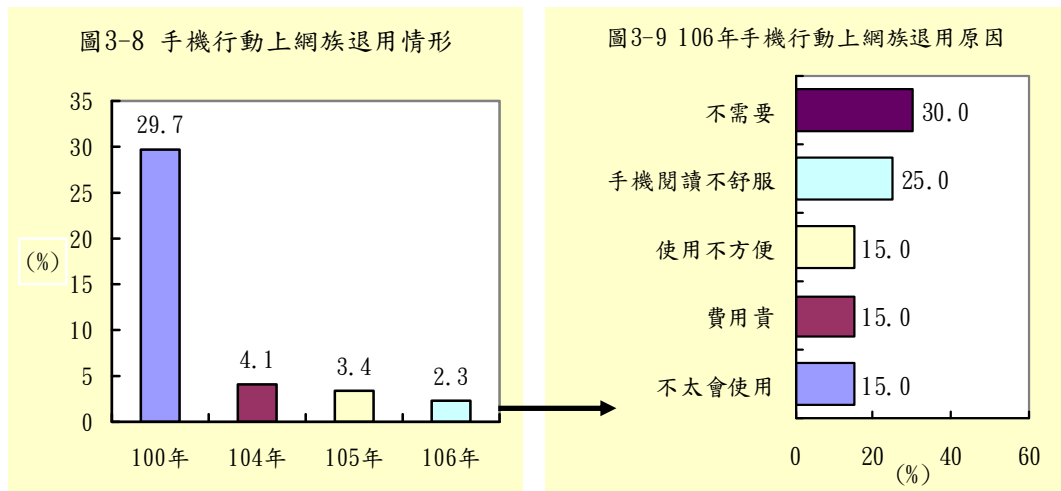 圖3-8 手機行動上網族退用情形
35
30
25
20
15
10
5
0
(%)
29.7
4.1
3.4
2.3
100年
104年
105年
106年
圖3-9 106年手機行動上網族退用原因
不需要
30.0
手機閱讀不舒服
25.0
使用不方便
15.0
費用貴
15.0
不太會使用
15.0
0
20
40
60
(%)